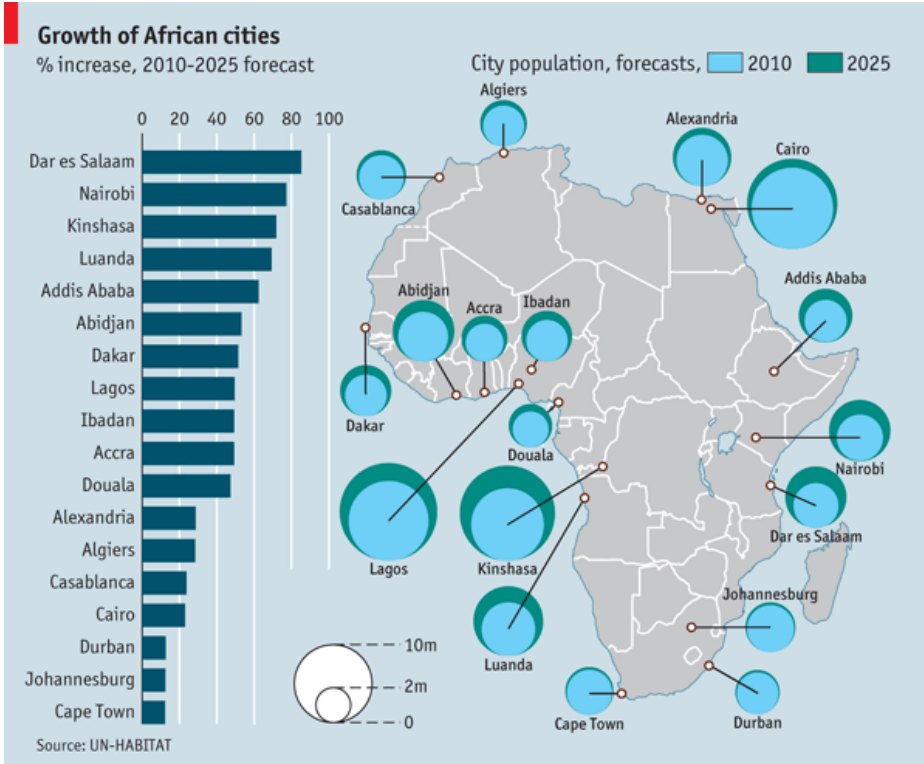 Growth of African cities
% increase, 2010-2025 forecast
City population, forecasts, 2010 2025
0 20 40 60 80 100
Dar es Salaam
Nairobi
Kinshasa
Luanda
Addis Ababa
Abidjan
Dakar
Lagos
Ibadan
Accra
Douala
Alexandria
Algiers
Casablanca
Cairo
Durban
Johannesburg
Cape Town
Algiers
Alexandria
Cairo
Casablanca
Addis Ababa
Abidjan
Accra
Ibadan
Dakar
Douala
Nairobi
Dar es Salaam
Lagos
Kinshasa
Johannesburg
Luanda
Cape Town
Durban
10m
2m
0
Source: UN-HABITAT